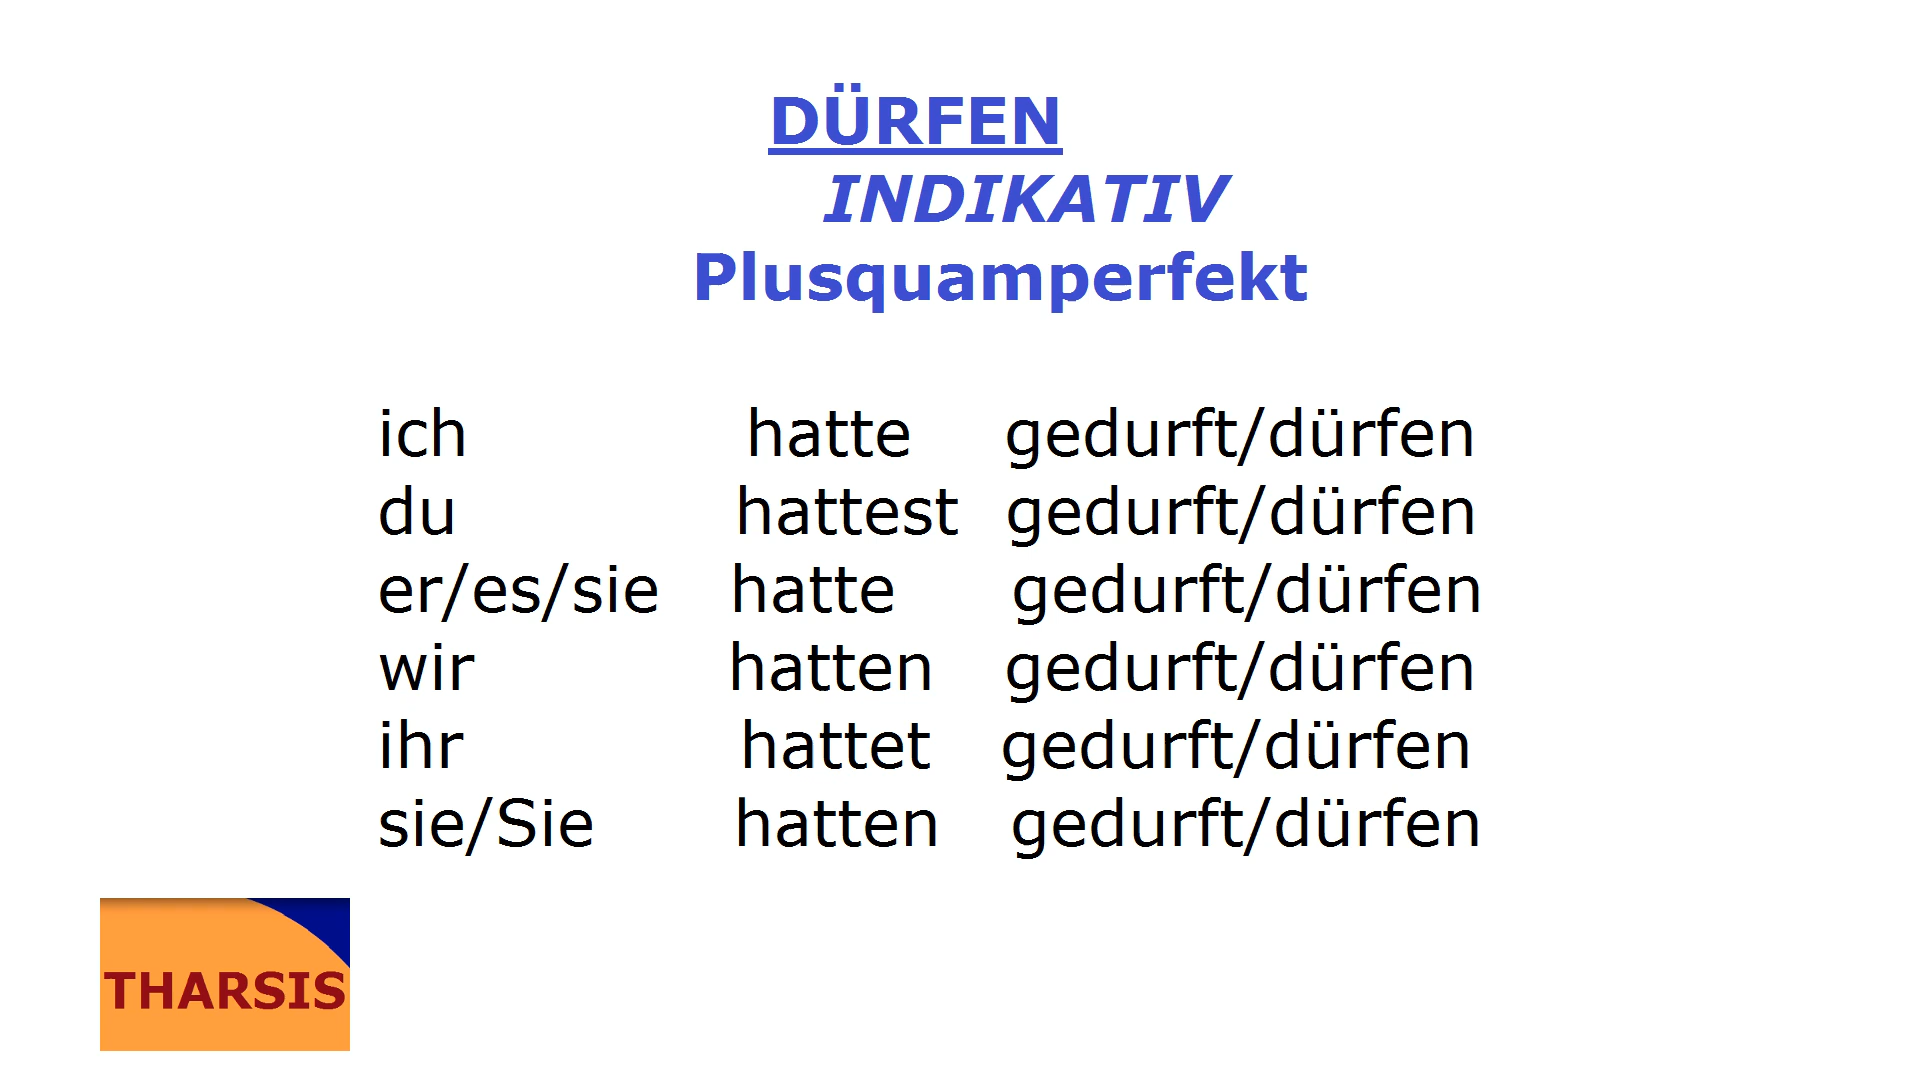 DÜRFEN
INDIKATIV
Plusquamperfekt
ich hatte gedurft/dürfen
du hattest gedurft/dürfen
er/es/sie hatte gedurft/dürfen
wir hatten gedurft/dürfen
ihr hattet gedurft/dürfen
sie/Sie hatten gedurft/dürfen
THARSIS